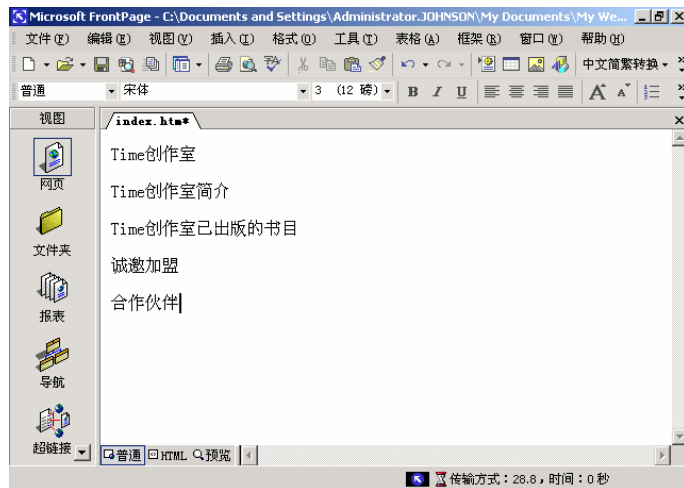 Microsoft FrontPage - C:\Documents and Settings\Administrator.JOHNSON\My Documents\My We...
文件(F) 编辑(E) 视图(V) 插入(I) 格式(O) 工具(T) 表格(A) 框架(R) 窗口(W) 帮助(H)
中文简繁转换
普通 宋体 3 (12 磅) B I U A A
视图
index.htm*
网页
文件夹
报表
导航
超链接
Time创作室
Time创作室简介
Time创作室已出版的书目
诚邀加盟
合作伙伴
普通 HTML 预览
传输方式：28.8，时间：0秒